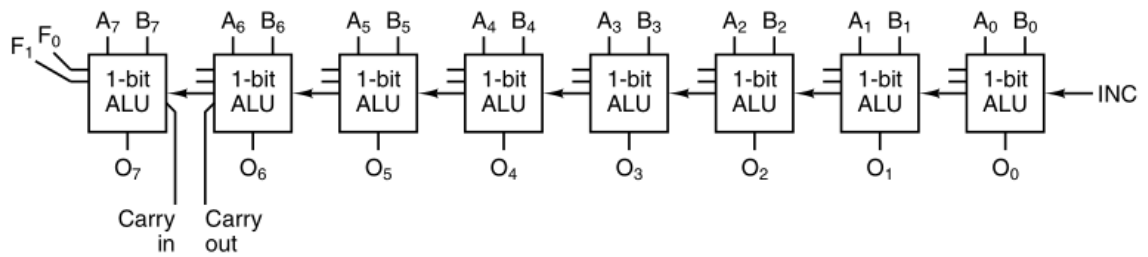 F₁ F₀ A₇ B₇ A₆ B₆ A₅ B₅ A₄ B₄ A₃ B₃ A₂ B₂ A₁ B₁ A₀ B₀
1-bit 1-bit 1-bit 1-bit 1-bit 1-bit 1-bit 1-bit
ALU ALU ALU ALU ALU ALU ALU ALU INC
O₇ O₆ O₅ O₄ O₃ O₂ O₁ O₀
Carry Carry
in out